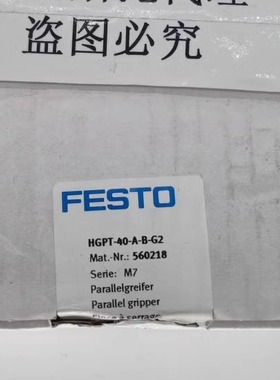 盗图必究
FESTO
HGPT-40-A-B-G2
Mat.-Nr.: 560218
Serie: M7
Parallelgreifer
Parallel gripper